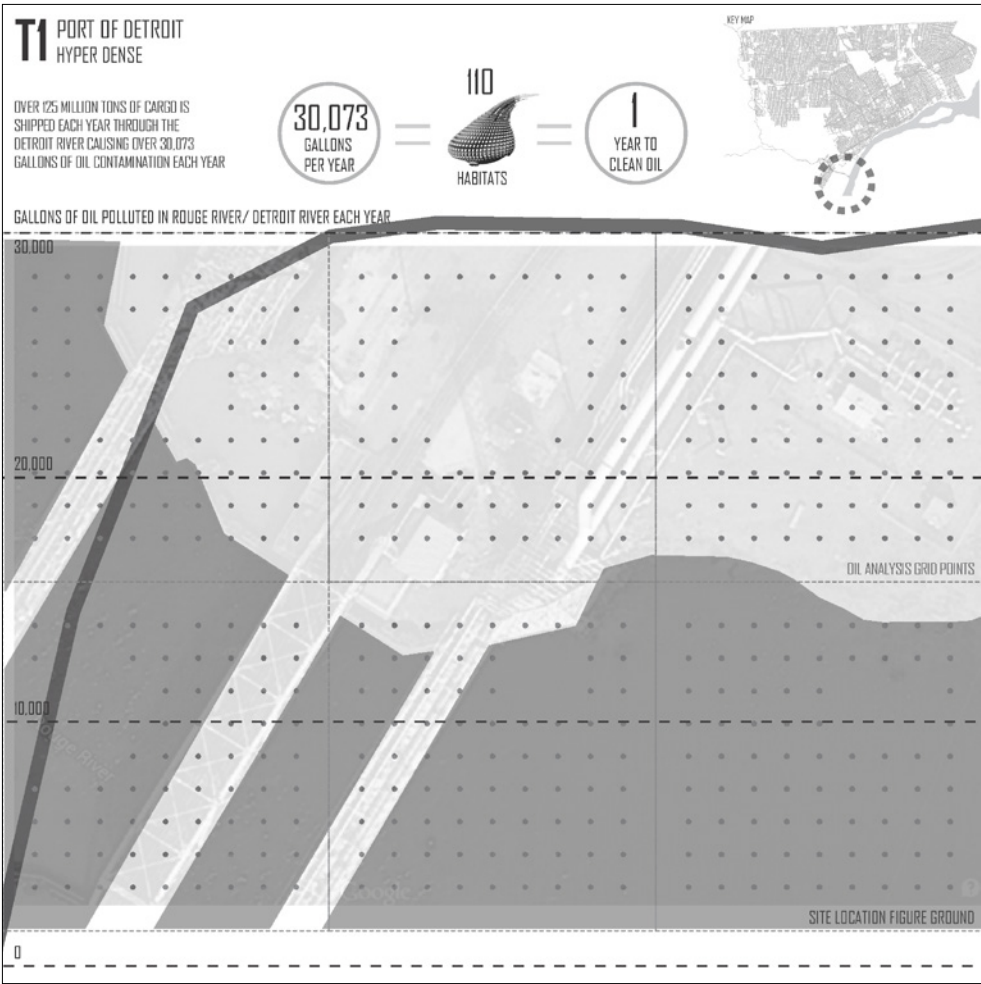 T1 PORT OF DETROIT
HYPER DENSE
KEY MAP
OVER 125 MILLION TONS OF CARGO IS
SHIPPED EACH YEAR THROUGH THE
DETROIT RIVER CAUSING OVER 30,073
GALLONS OF OIL CONTAMINATION EACH YEAR
30,073
GALLONS
PER YEAR
110
HABITATS
1
YEAR TO
CLEAN OIL
GALLONS OF OIL POLLUTED IN ROUGE RIVER/ DETROIT RIVER EACH YEAR
30,000
20,000
OIL ANALYSIS GRID POINTS
10,000
Rouge River
Google
SITE LOCATION FIGURE GROUND
0